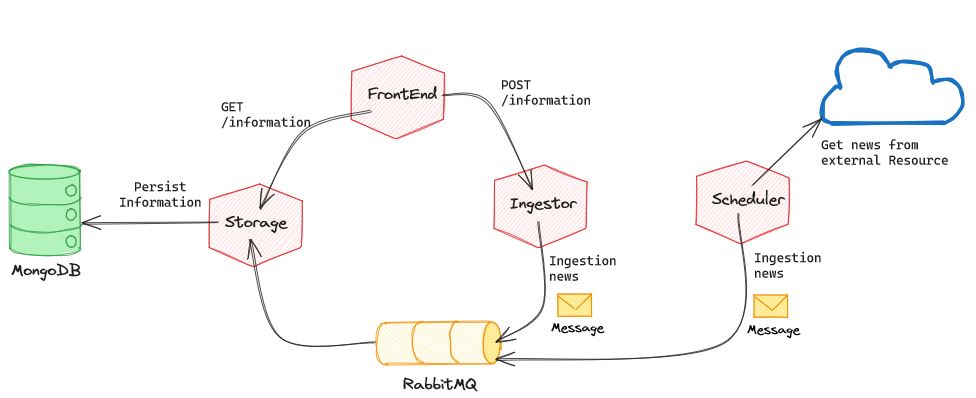 FrontEnd
POST
/information
GET
/information
Get news from
external Resource
Persist
Information
Storage
Ingestor
Scheduler
MongoDB
Ingestion
news
Message
Ingestion
news
Message
RabbitMQ